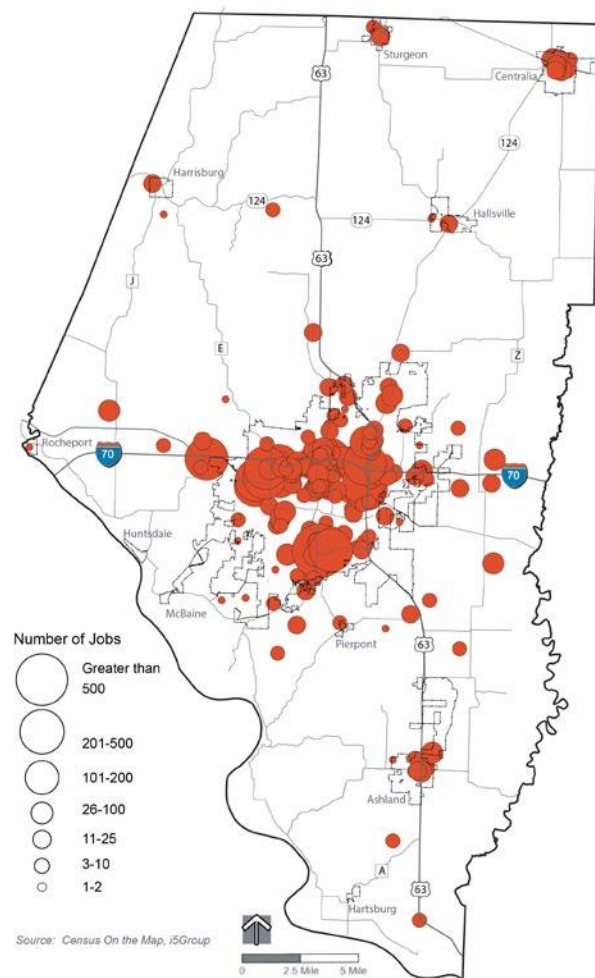 63
Sturgeon
Centralia
124
Harrisburg
124
124
Hallsville
63
J
E
Z
Rocheport
70
70
Huntsdale
McBaine
Pierpont
63
Number of Jobs
Greater than
500
201-500
101-200
26-100
11-25
3-10
1-2
Ashland
A
Hartsburg
63
Source: Census On the Map, i5Group
0 2.5 Mile 5 Mile